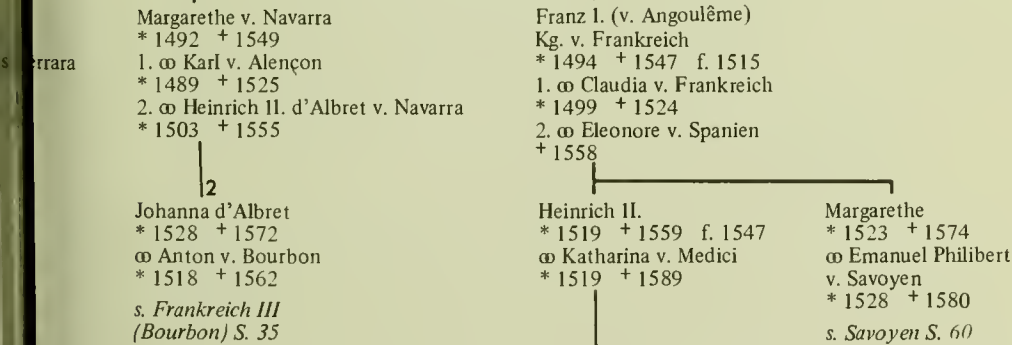 Margarethe v. Navarra
* 1492 + 1549
1. ⚭ Karl v. Alençon
* 1489 + 1525
2. ⚭ Heinrich II. d'Albret v. Navarra
* 1503 + 1555
2
Johanna d'Albret
* 1528 + 1572
⚭ Anton v. Bourbon
* 1518 + 1562
s. Frankreich III
(Bourbon) S. 35
Franz I. (v. Angoulême)
Kg. v. Frankreich
* 1494 + 1547 f. 1515
1. ⚭ Claudia v. Frankreich
* 1499 + 1524
2. ⚭ Eleonore v. Spanien
+ 1558
Heinrich II.
* 1519 + 1559 f. 1547
⚭ Katharina v. Medici
* 1519 + 1589
Margarethe
* 1523 + 1574
⚭ Emanuel Philibert
v. Savoyen
* 1528 + 1580
s. Savoyen S. 60